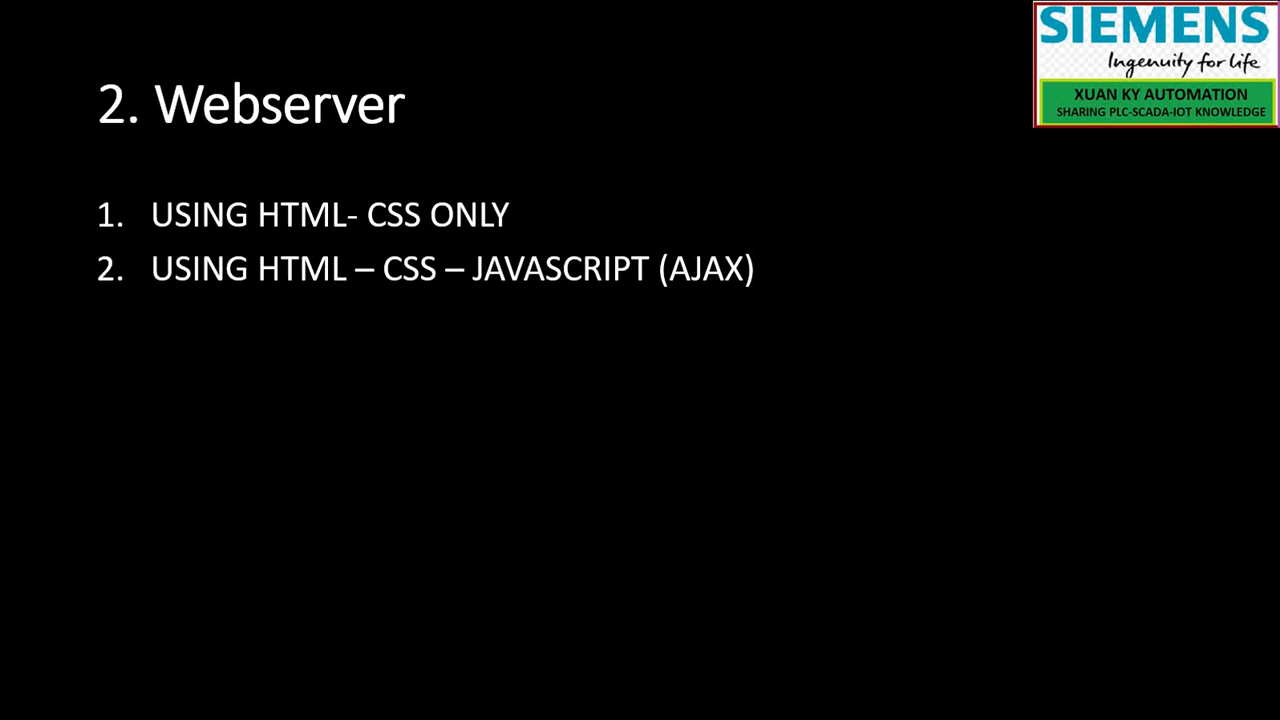 SIEMENS
Ingenuity for life
XUAN KY AUTOMATION
SHARING PLC-SCADA-IOT KNOWLEDGE
2. Webserver
1. USING HTML- CSS ONLY
2. USING HTML – CSS – JAVASCRIPT (AJAX)